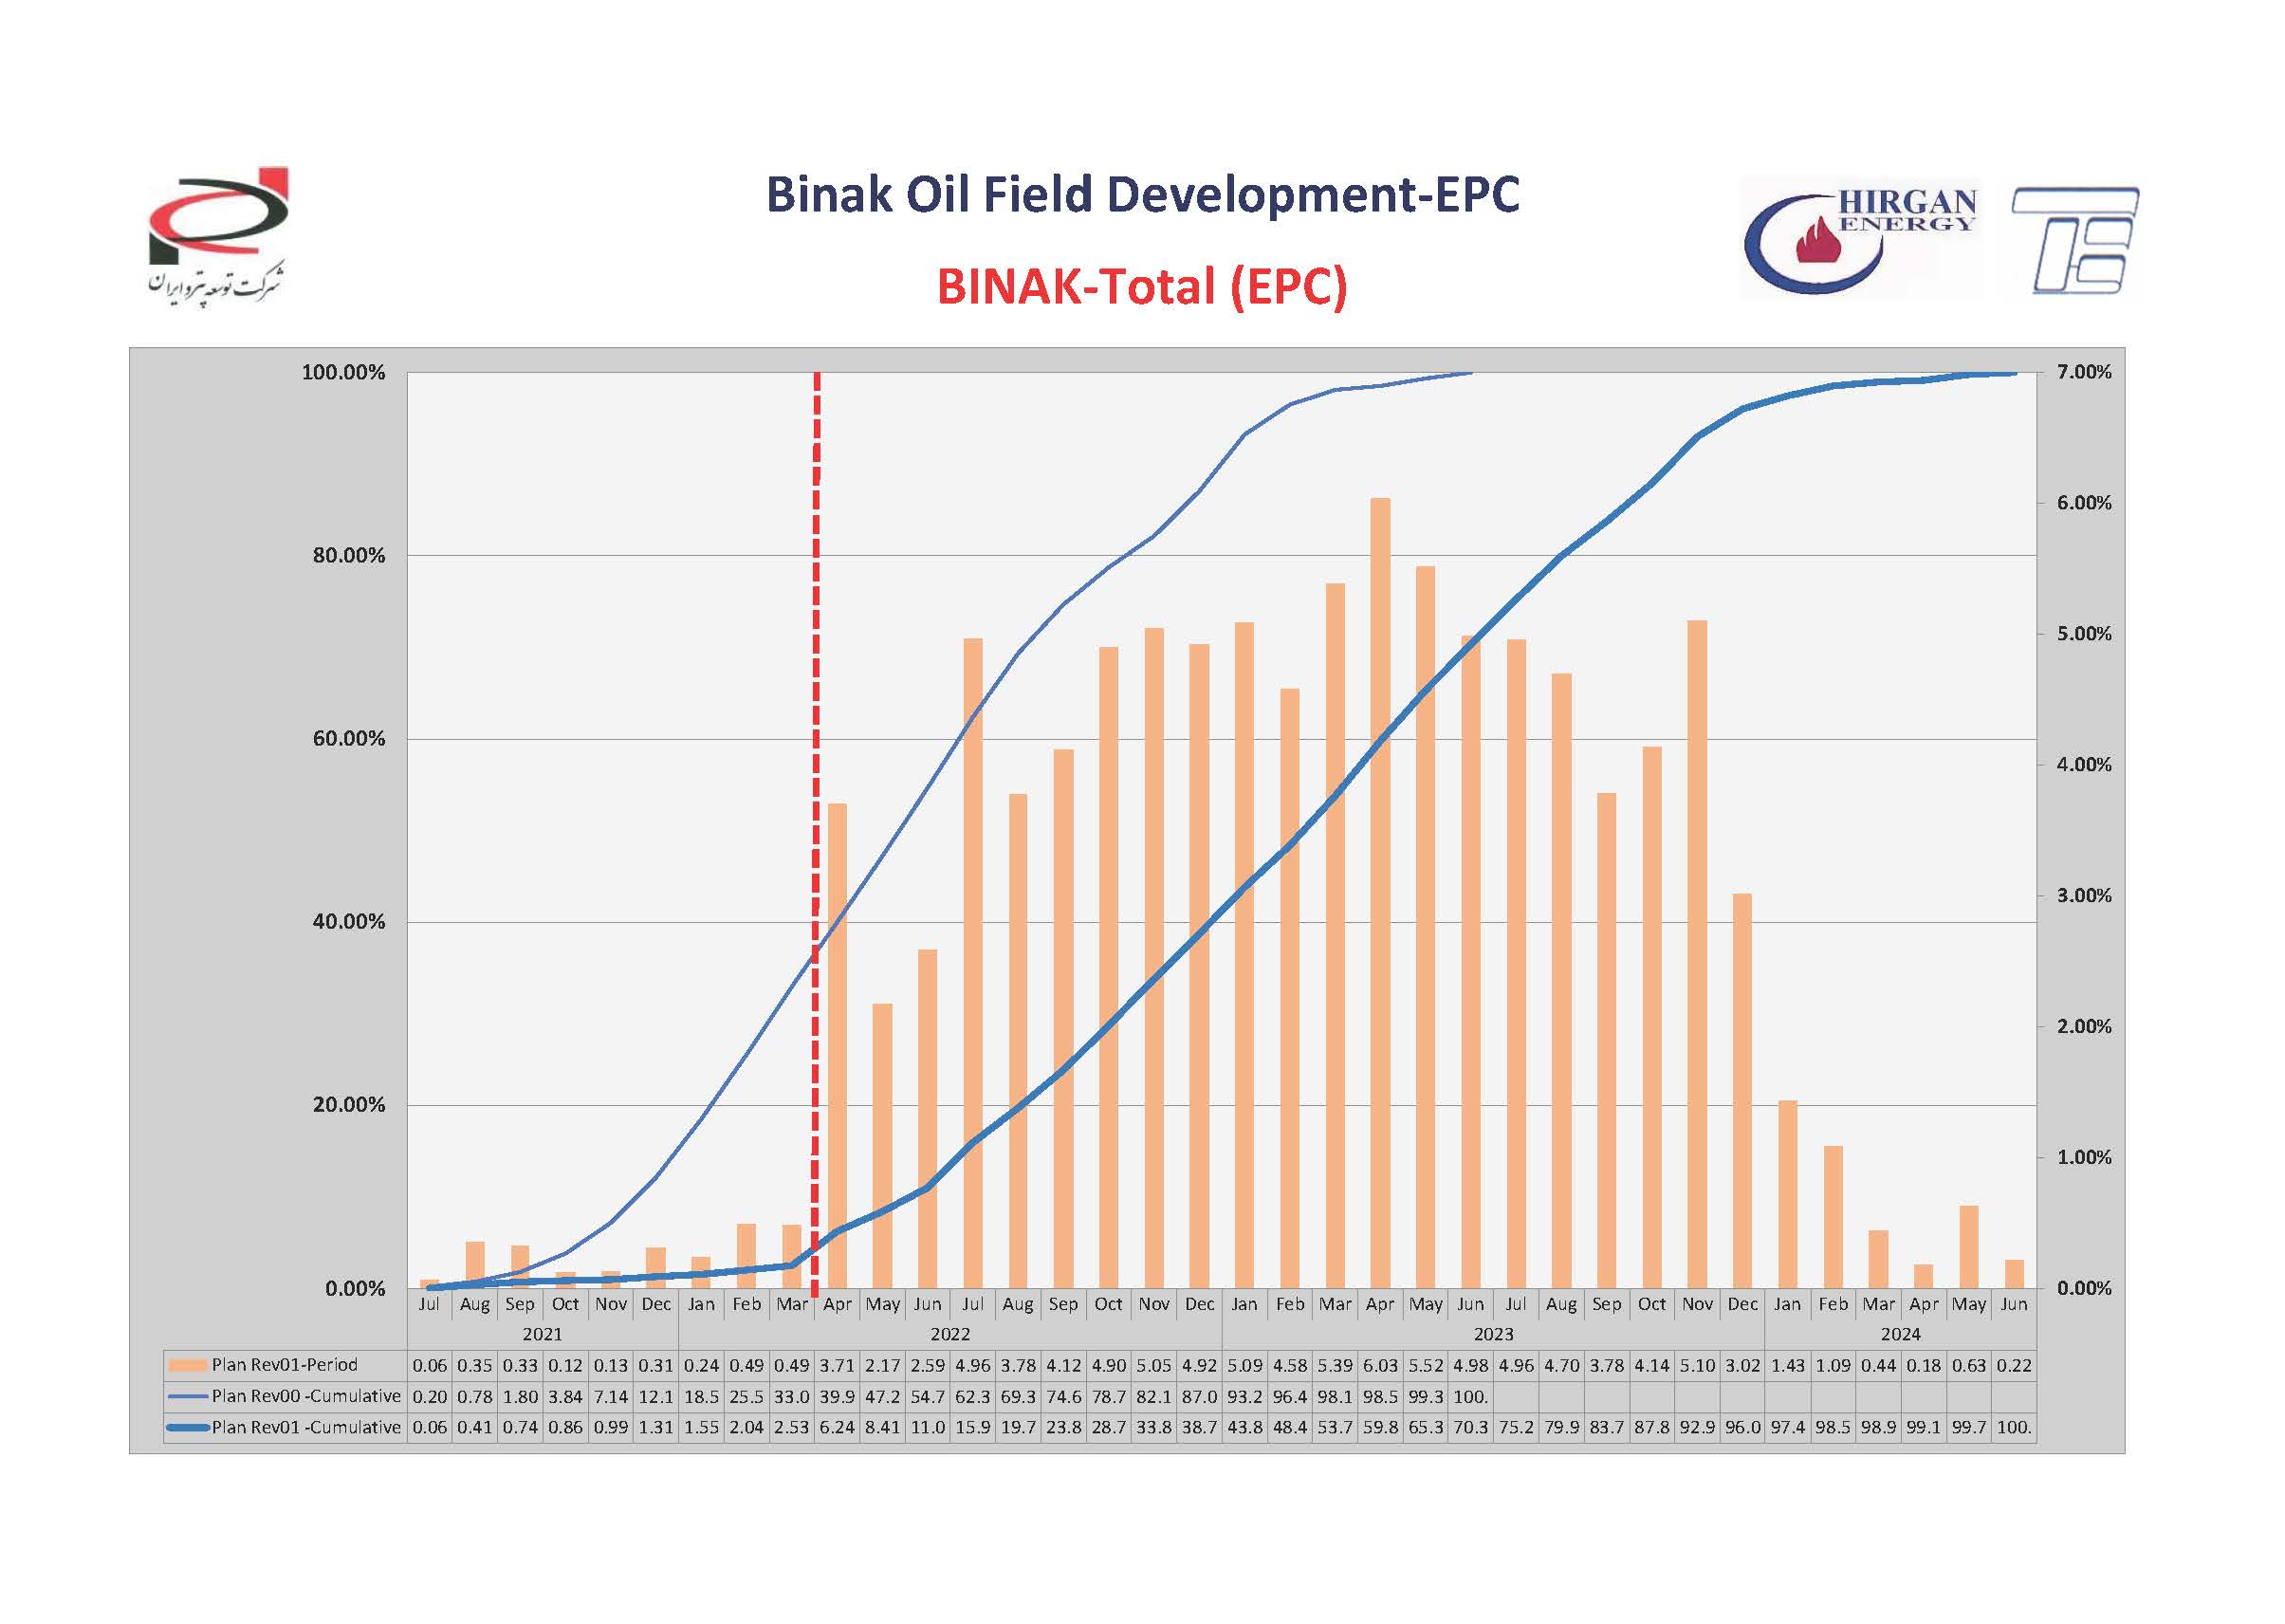 Binak Oil Field Development-EPC
BINAK-Total (EPC)
شرکت توسعه پترو ایران
HIRGAN
ENERGY
100.00%
80.00%
60.00%
40.00%
20.00%
0.00%
7.00%
6.00%
5.00%
4.00%
3.00%
2.00%
1.00%
0.00%
Jul Aug Sep Oct Nov Dec Jan Feb Mar Apr May Jun Jul Aug Sep Oct Nov Dec Jan Feb Mar Apr May Jun Jul Aug Sep Oct Nov Dec Jan Feb Mar Apr May Jun
2021 2022 2023 2024
Plan Rev01-Period 0.06 0.35 0.33 0.12 0.13 0.31 0.24 0.49 0.49 3.71 2.17 2.59 4.96 3.78 4.12 4.90 5.05 4.92 5.09 4.58 5.39 6.03 5.52 4.98 4.96 4.70 3.78 4.14 5.10 3.02 1.43 1.09 0.44 0.18 0.63 0.22
Plan Rev00 -Cumulative 0.20 0.78 1.80 3.84 7.14 12.1 18.5 25.5 33.0 39.9 47.2 54.7 62.3 69.3 74.6 78.7 82.1 87.0 93.2 96.4 98.1 98.5 99.3 100.
Plan Rev01 -Cumulative 0.06 0.41 0.74 0.86 0.99 1.31 1.55 2.04 2.53 6.24 8.41 11.0 15.9 19.7 23.8 28.7 33.8 38.7 43.8 48.4 53.7 59.8 65.3 70.3 75.2 79.9 83.7 87.8 92.9 96.0 97.4 98.5 98.9 99.1 99.7 100.